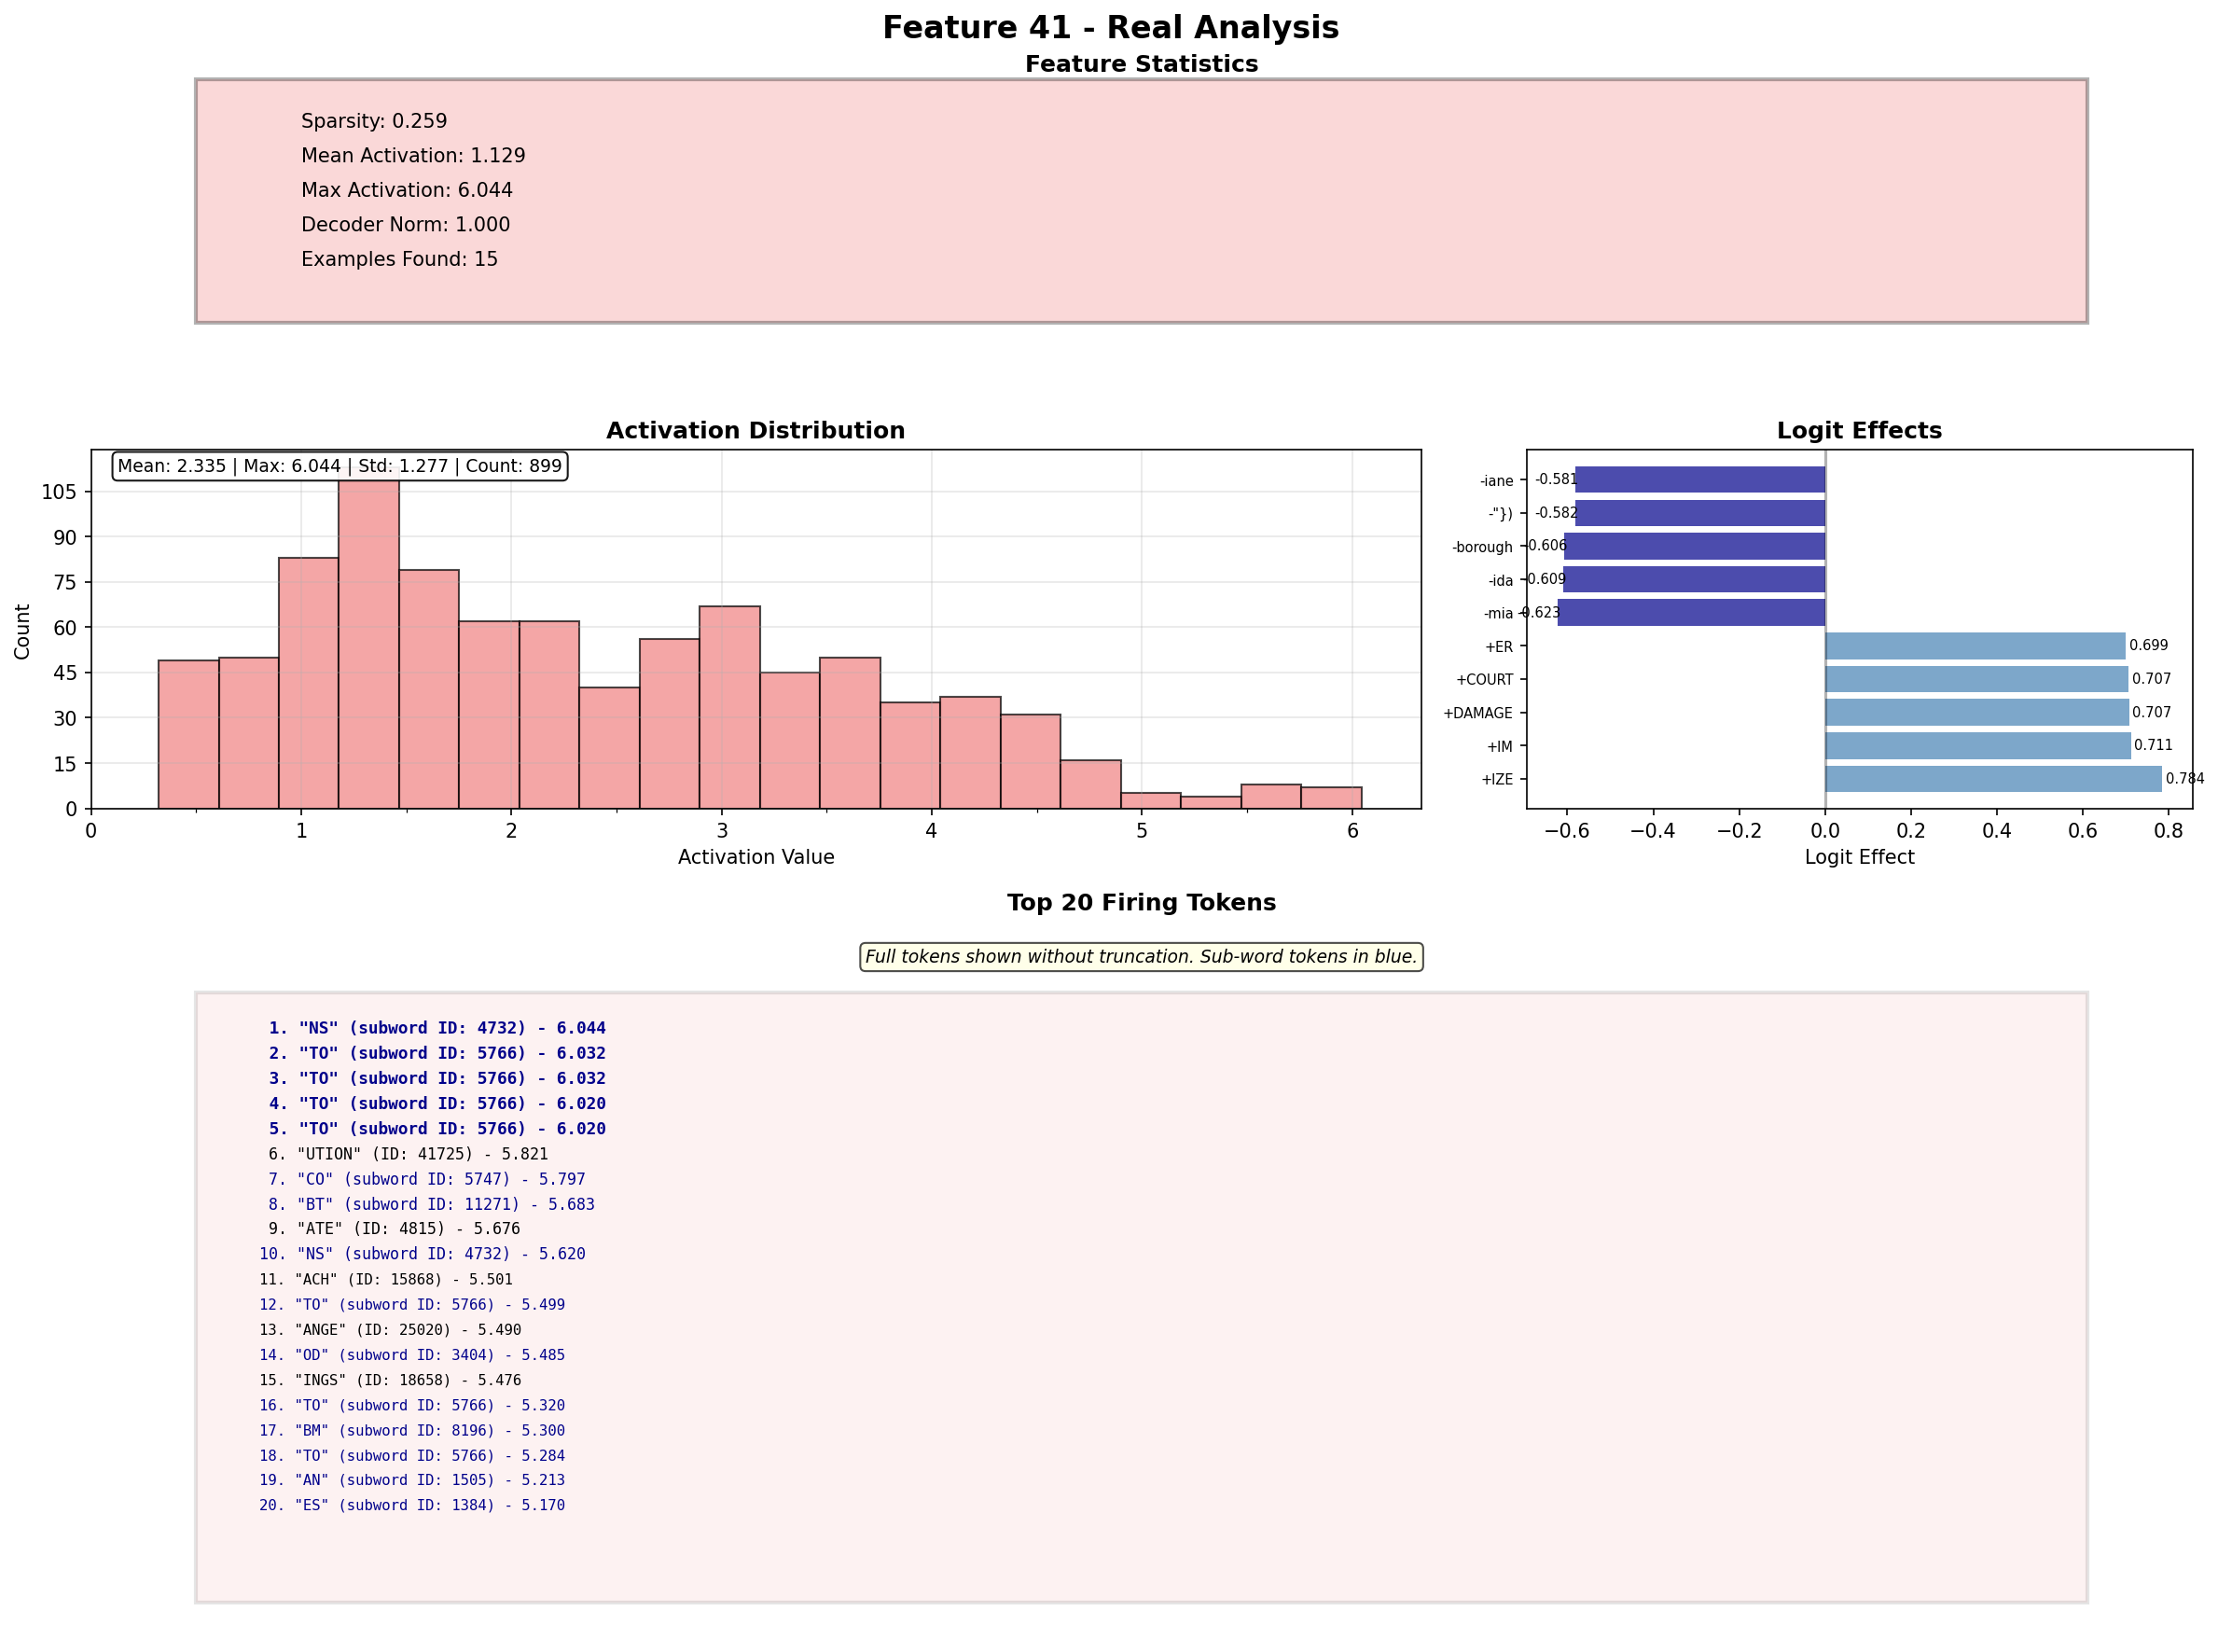 Feature 41 - Real Analysis
Feature Statistics
Sparsity: 0.259
Mean Activation: 1.129
Max Activation: 6.044
Decoder Norm: 1.000
Examples Found: 15
Activation Distribution
Mean: 2.335 | Max: 6.044 | Std: 1.277 | Count: 899
105
90
75
60
45
30
15
0
Count
0 1 2 3 4 5 6
Activation Value
Logit Effects
-iane -0.581
-"}) -0.582
-borough -0.606
-ida -0.609
-mia -0.623
+ER 0.699
+COURT 0.707
+DAMAGE 0.707
+IM 0.711
+IZE 0.784
−0.6 −0.4 −0.2 0.0 0.2 0.4 0.6 0.8
Logit Effect
Top 20 Firing Tokens
Full tokens shown without truncation. Sub-word tokens in blue.
1. "NS" (subword ID: 4732) - 6.044
2. "TO" (subword ID: 5766) - 6.032
3. "TO" (subword ID: 5766) - 6.032
4. "TO" (subword ID: 5766) - 6.020
5. "TO" (subword ID: 5766) - 6.020
6. "UTION" (ID: 41725) - 5.821
7. "CO" (subword ID: 5747) - 5.797
8. "BT" (subword ID: 11271) - 5.683
9. "ATE" (ID: 4815) - 5.676
10. "NS" (subword ID: 4732) - 5.620
11. "ACH" (ID: 15868) - 5.501
12. "TO" (subword ID: 5766) - 5.499
13. "ANGE" (ID: 25020) - 5.490
14. "OD" (subword ID: 3404) - 5.485
15. "INGS" (ID: 18658) - 5.476
16. "TO" (subword ID: 5766) - 5.320
17. "BM" (subword ID: 8196) - 5.300
18. "TO" (subword ID: 5766) - 5.284
19. "AN" (subword ID: 1505) - 5.213
20. "ES" (subword ID: 1384) - 5.170